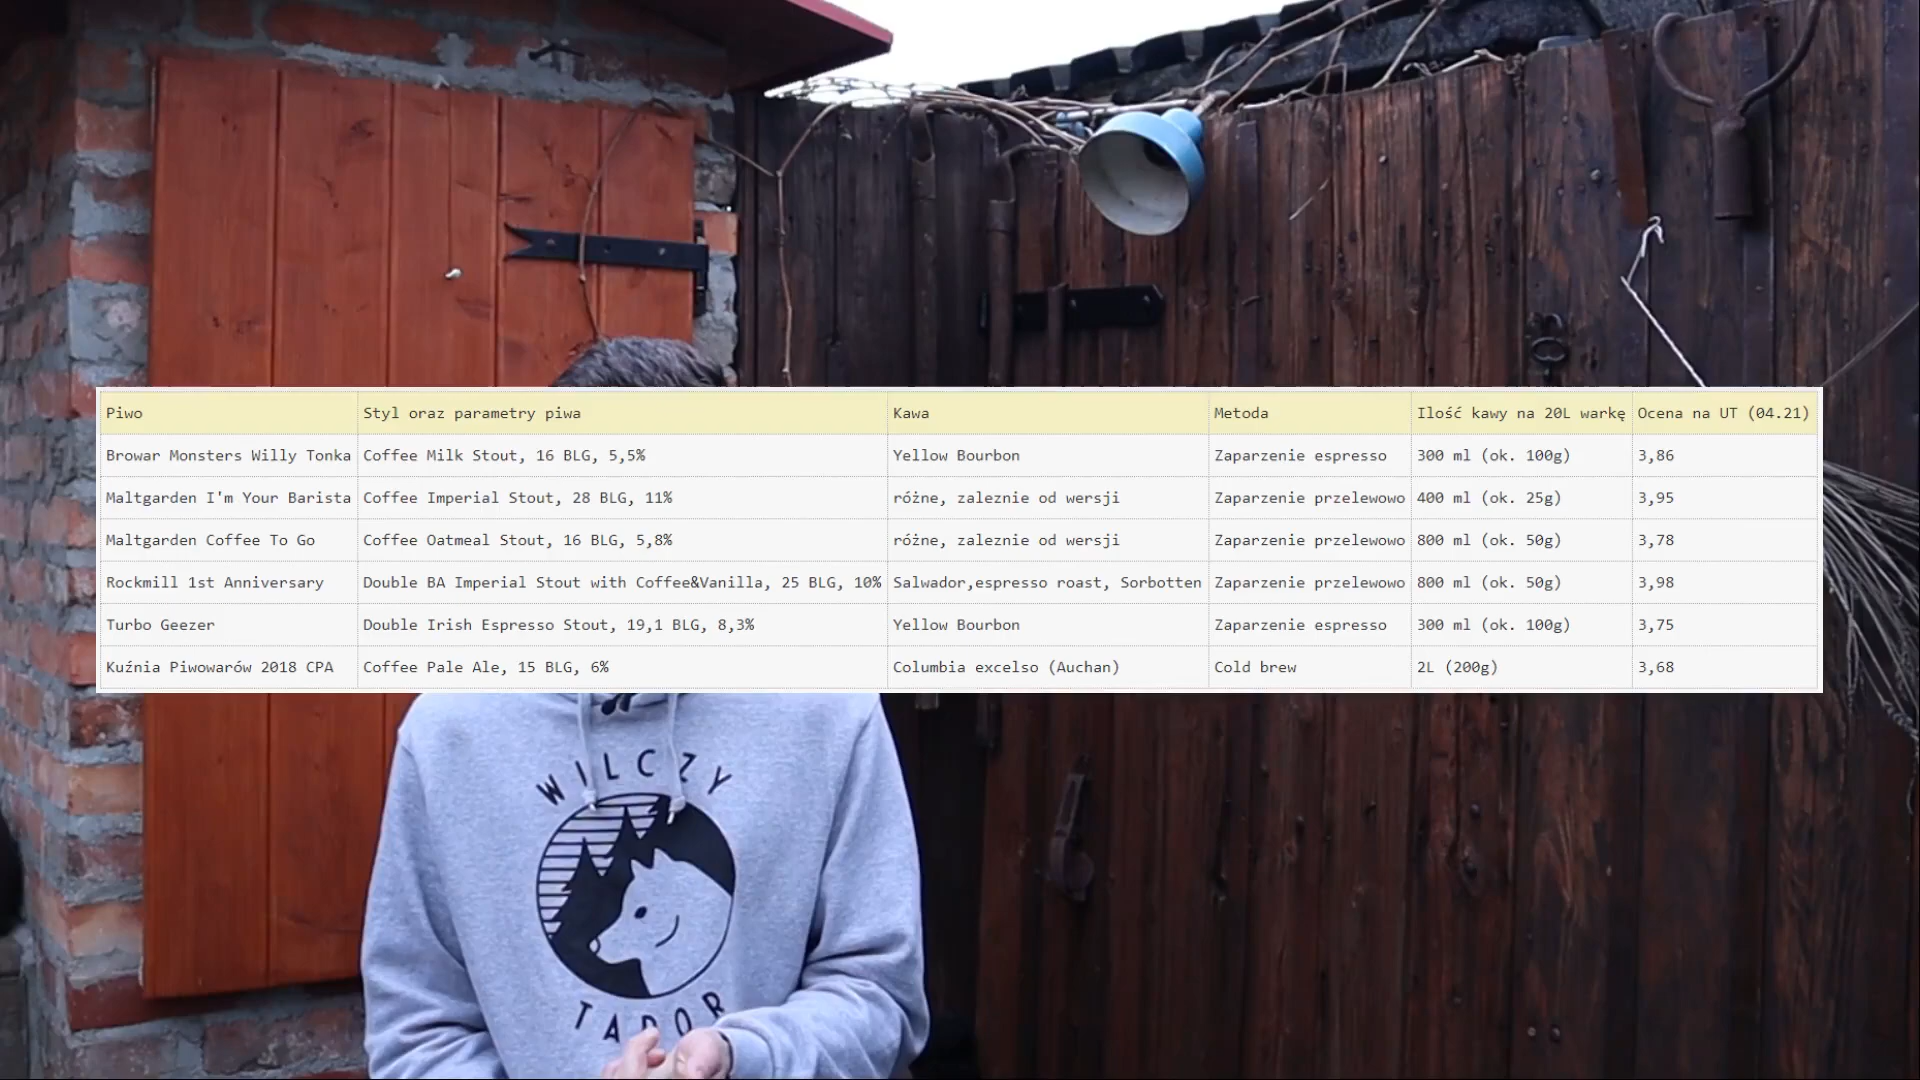 Piwo Styl oraz parametry piwa Kawa Metoda Ilość kawy na 20L warkę Ocena na UT (04.21)
Browar Monsters Willy Tonka Coffee Milk Stout, 16 BLG, 5,5% Yellow Bourbon Zaparzenie espresso 300 ml (ok. 100g) 3,86
Maltgarden I'm Your Barista Coffee Imperial Stout, 28 BLG, 11% różne, zaleznie od wersji Zaparzenie przelewowo 400 ml (ok. 25g) 3,95
Maltgarden Coffee To Go Coffee Oatmeal Stout, 16 BLG, 5,8% różne, zaleznie od wersji Zaparzenie przelewowo 800 ml (ok. 50g) 3,78
Rockmill 1st Anniversary Double BA Imperial Stout with Coffee&Vanilla, 25 BLG, 10% Salwador,espresso roast, Sorbotten Zaparzenie przelewowo 800 ml (ok. 50g) 3,98
Turbo Geezer Double Irish Espresso Stout, 19,1 BLG, 8,3% Yellow Bourbon Zaparzenie espresso 300 ml (ok. 100g) 3,75
Kuźnia Piwowarów 2018 CPA Coffee Pale Ale, 15 BLG, 6% Columbia excelso (Auchan) Cold brew 2L (200g) 3,68
WILCZY
TABOR